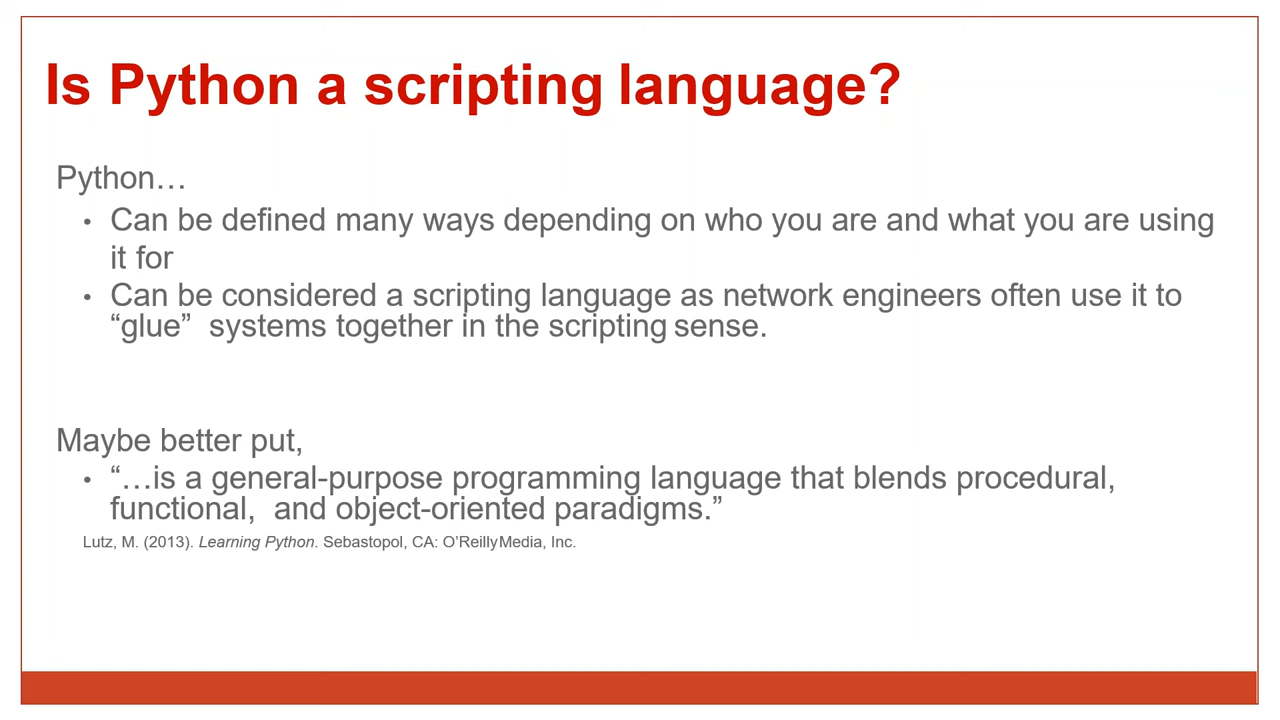 Is Python a scripting language?
Python…
• Can be defined many ways depending on who you are and what you are using
it for
• Can be considered a scripting language as network engineers often use it to
“glue”  systems together in the scripting sense.
Maybe better put,
• “…is a general-purpose programming language that blends procedural,
functional,  and object-oriented paradigms.”
Lutz, M. (2013). Learning Python. Sebastopol, CA: O’Reilly Media, Inc.